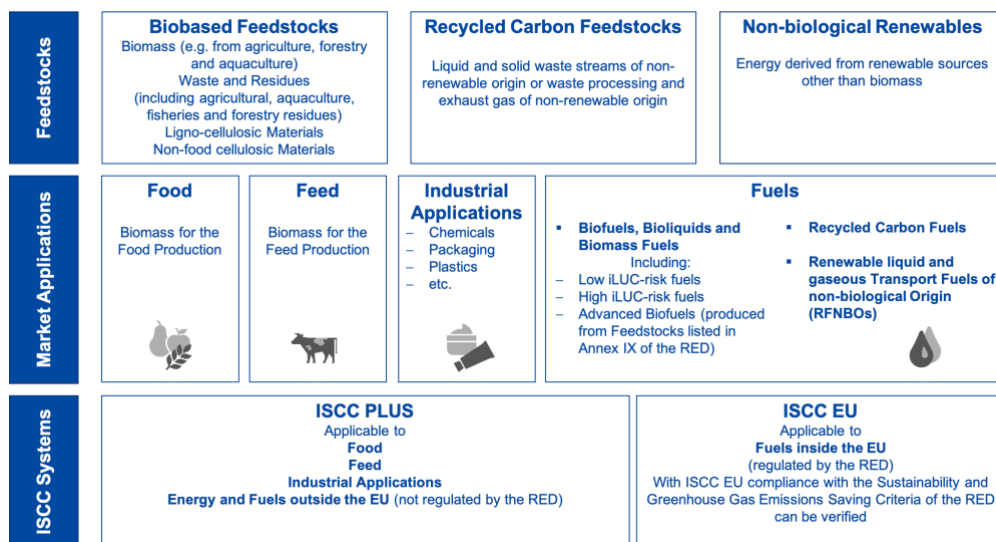 Feedstocks
Biobased Feedstocks
Biomass (e.g. from agriculture, forestry
and aquaculture)
Waste and Residues
(including agricultural, aquaculture,
fisheries and forestry residues)
Ligno-cellulosic Materials
Non-food cellulosic Materials
Recycled Carbon Feedstocks
Liquid and solid waste streams of non-
renewable origin or waste processing and
exhaust gas of non-renewable origin
Non-biological Renewables
Energy derived from renewable sources
other than biomass
Market Applications
Food
Biomass for the
Food Production
Feed
Biomass for the
Feed Production
Industrial
Applications
– Chemicals
– Packaging
– Plastics
– etc.
Fuels
▪ Biofuels, Bioliquids and
Biomass Fuels
Including:
– Low iLUC-risk fuels
– High iLUC-risk fuels
– Advanced Biofuels (produced
from Feedstocks listed in
Annex IX of the RED)
▪ Recycled Carbon Fuels
▪ Renewable liquid and
gaseous Transport Fuels of
non-biological Origin
(RFNBOs)
ISCC Systems
ISCC PLUS
Applicable to
Food
Feed
Industrial Applications
Energy and Fuels outside the EU (not regulated by the RED)
ISCC EU
Applicable to
Fuels inside the EU
(regulated by the RED)
With ISCC EU compliance with the Sustainability and
Greenhouse Gas Emissions Saving Criteria of the RED
can be verified